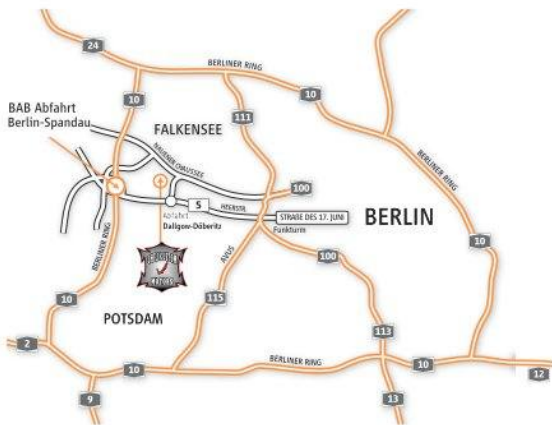 24
BERLINER RING
10
10
111
BAB Abfahrt
Berlin-Spandau
FALKENSEE
NAUENER CHAUSSEE
BERLINER RING
100
5
HEERSTR.
Abfahrt
Dallgow-Döberitz
STRAßE DES 17. JUNI
Funkturm
BERLIN
10
100
AVUS
BERLINER RING
MOTORS
10
115
POTSDAM
113
2
10
BERLINER RING
10
12
9
13